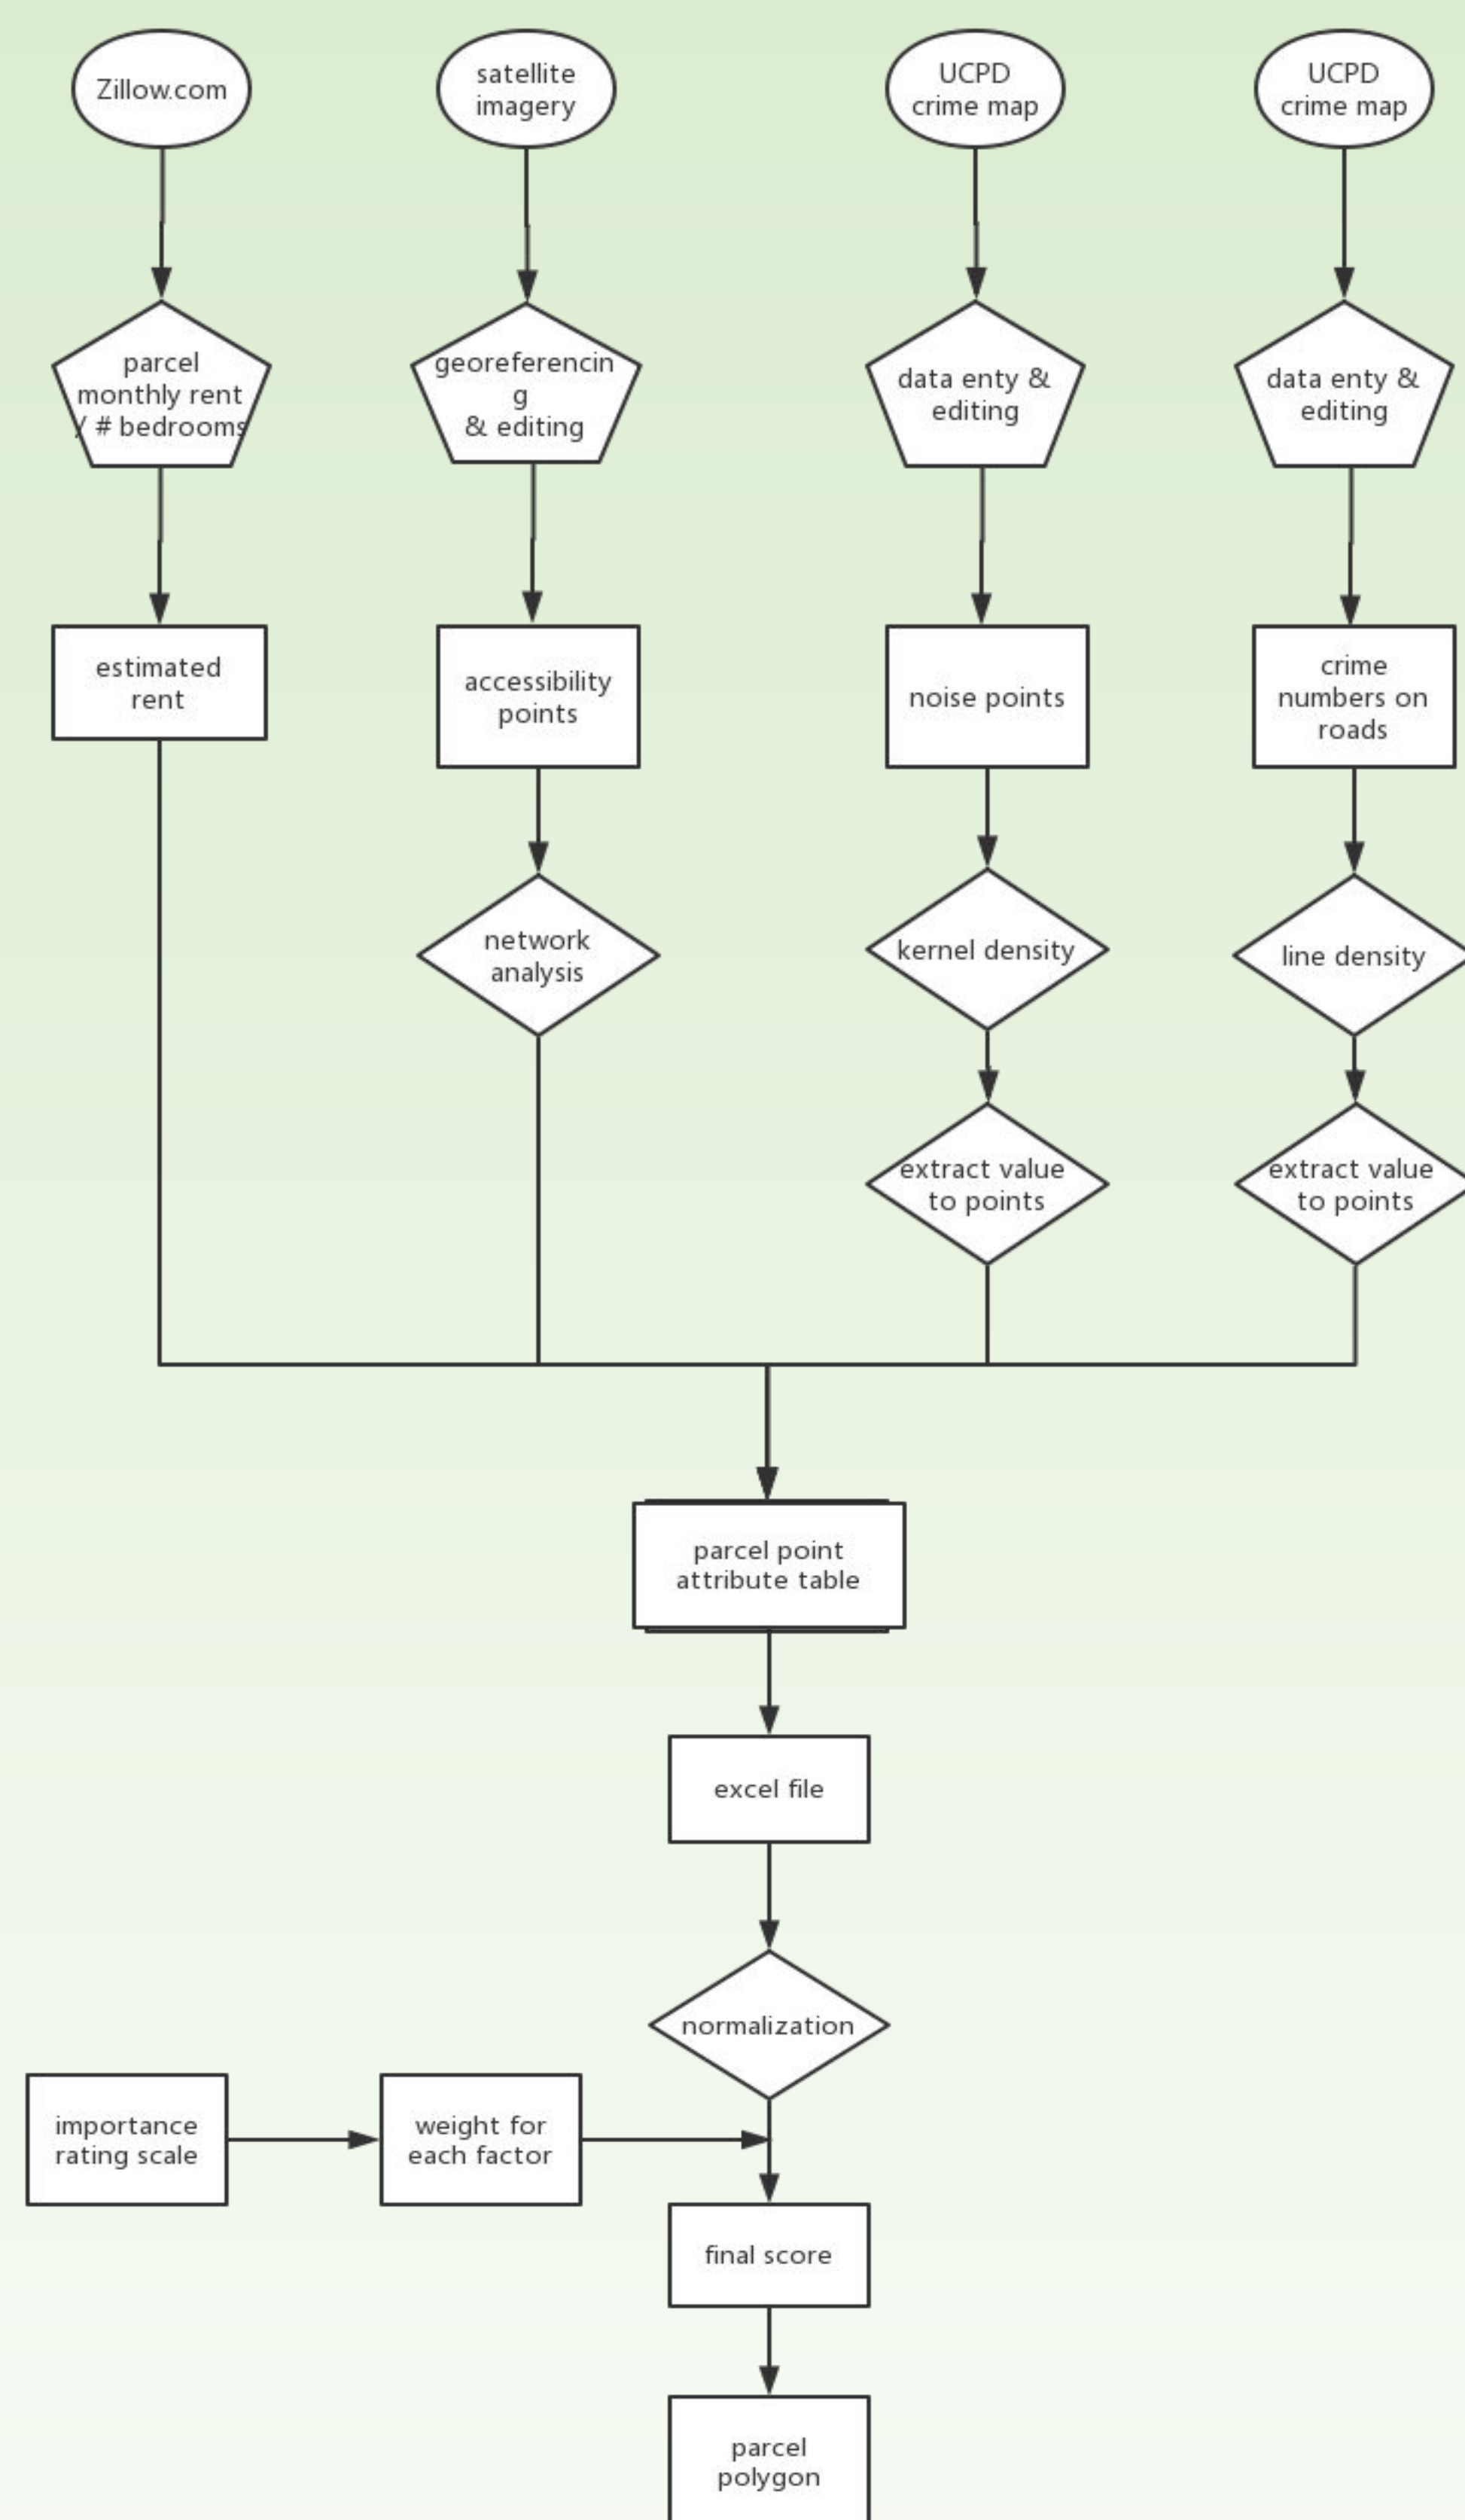 Zillow.com
satellite
imagery
UCPD
crime map
UCPD
crime map
parcel
monthly rent
/ # bedrooms
georeferencin
g
& editing
data enty &
editing
data enty &
editing
estimated
rent
accessibility
points
noise points
crime
numbers on
roads
network
analysis
kernel density
line density
extract value
to points
extract value
to points
parcel point
attribute table
excel file
normalization
importance
rating scale
weight for
each factor
final score
parcel
polygon